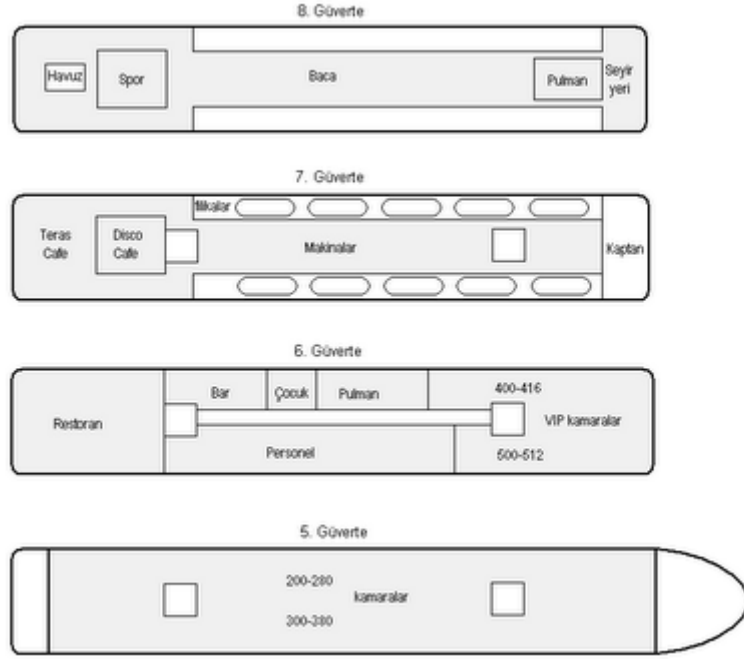 8. Güverte
Havuz
Spor
Baca
Pulman
Seyir
yeri
7. Güverte
filikalar
Teras
Cafe
Disco
Cafe
Makinalar
Kaptan
6. Güverte
Restoran
Bar
Çocuk
Pulman
400-416
VIP kamaralar
Personel
500-512
5. Güverte
200-280
kamaralar
300-380